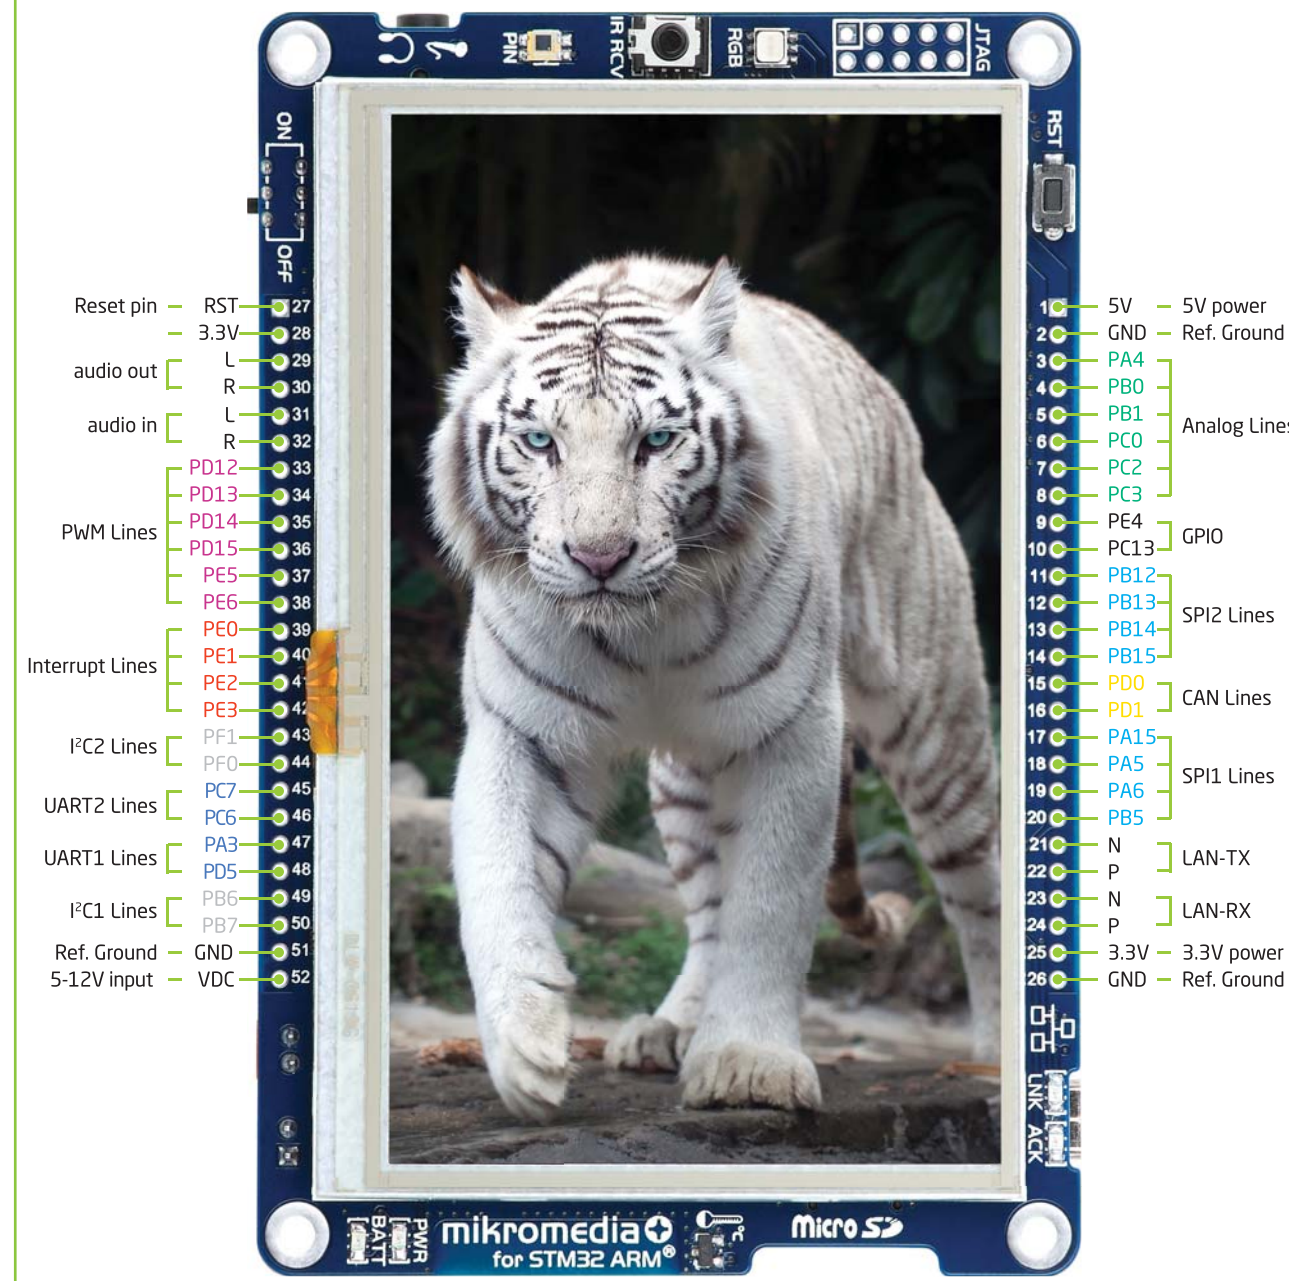 PIN
IR RCV
RGB
JTAG
ON
OFF
RST
Reset pin RST 27
3.3V 28
audio out
L 29
R 30
audio in
L 31
R 32
PWM Lines
PD12 33
PD13 34
PD14 35
PD15 36
PE5 37
PE6 38
Interrupt Lines
PE0 39
PE1 40
PE2 41
PE3 42
I²C2 Lines
PF1 43
PF0 44
UART2 Lines
PC7 45
PC6 46
UART1 Lines
PA3 47
PD5 48
I²C1 Lines
PB6 49
PB7 50
Ref. Ground GND 51
5-12V input VDC 52
1 5V 5V power
2 GND Ref. Ground
3 PA4
4 PB0
5 PB1
6 PC0
7 PC2
8 PC3
Analog Lines
9 PE4
10 PC13
GPIO
11 PB12
12 PB13
13 PB14
14 PB15
SPI2 Lines
15 PD0
16 PD1
CAN Lines
17 PA15
18 PA5
19 PA6
20 PB5
SPI1 Lines
21 N
22 P
LAN-TX
23 N
24 P
LAN-RX
25 3.3V 3.3V power
26 GND Ref. Ground
LNK
ACK
BATT
PWR
mikromedia
for STM32 ARM®
°C
Micro SD